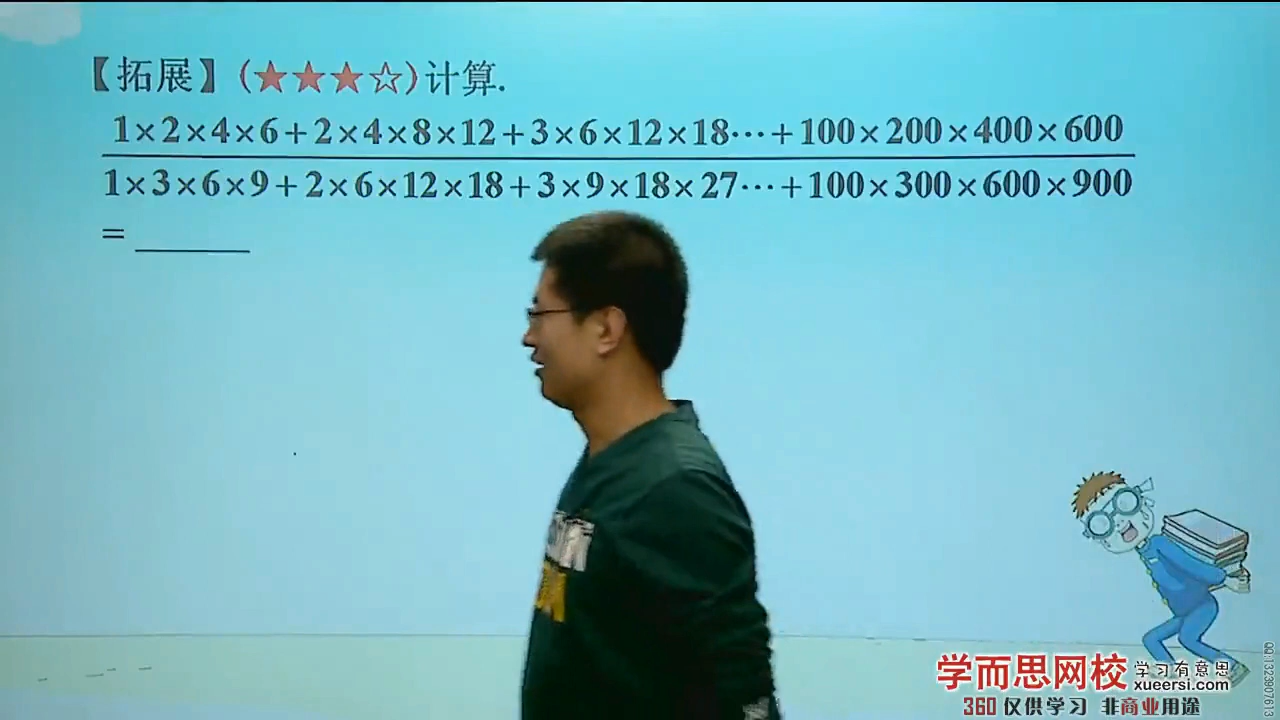 【拓展】(★★★☆)计算.
1×2×4×6+2×4×8×12+3×6×12×18…+100×200×400×600
1×3×6×9+2×6×12×18+3×9×18×27…+100×300×600×900
= ______
学而思网校 学习有意思
xueersi.com
360 仅供学习 非商业用途
QQ:1323907613